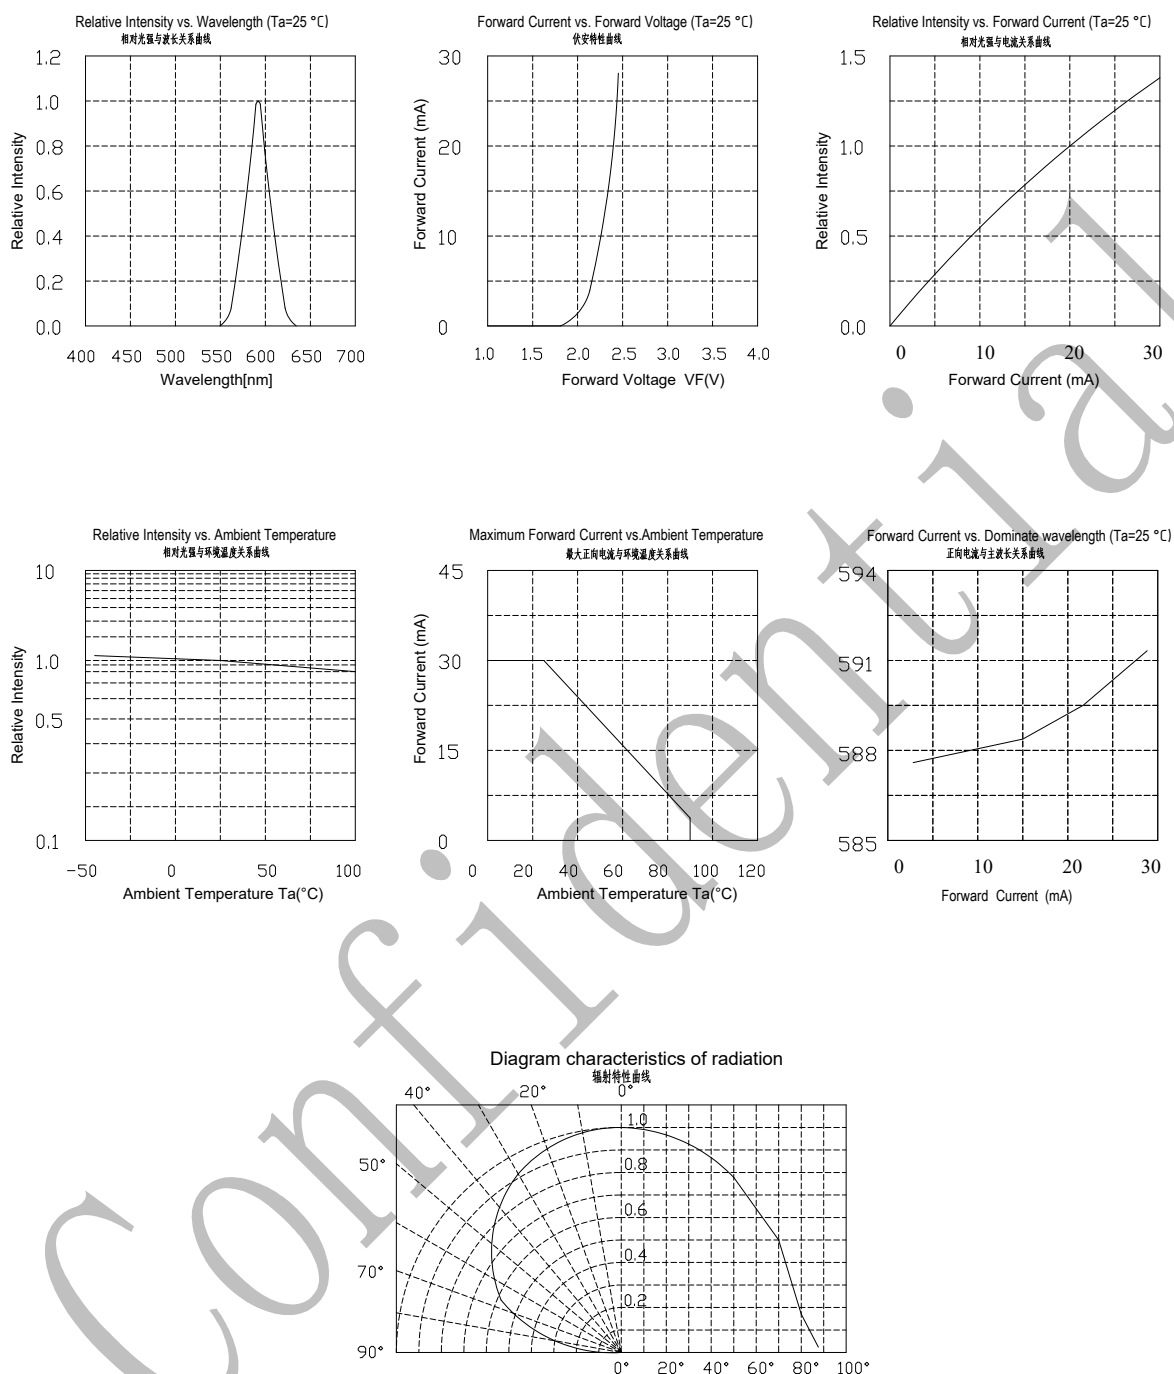 Relative Intensity vs. Wavelength (Ta=25 °C)
相对光强与波长关系曲线
1.2
1.0
0.8
0.6
0.4
0.2
0.0
Relative Intensity
400 450 500 550 600 650 700
Wavelength[nm]
Forward Current vs. Forward Voltage (Ta=25 °C)
伏安特性曲线
30
20
10
0
Forward Current (mA)
1.0 1.5 2.0 2.5 3.0 3.5 4.0
Forward Voltage VF(V)
Relative Intensity vs. Forward Current (Ta=25 °C)
相对光强与电流关系曲线
1.5
1.0
0.5
0.0
Relative Intensity
0 10 20 30
Forward Current (mA)
Relative Intensity vs. Ambient Temperature
相对光强与环境温度关系曲线
10
1.0
0.5
0.1
Relative Intensity
-50 0 50 100
Ambient Temperature Ta(°C)
Maximum Forward Current vs.Ambient Temperature
最大正向电流与环境温度关系曲线
45
30
15
0
Forward Current (mA)
0 20 40 60 80 100 120
Ambient Temperature Ta(°C)
Forward Current vs. Dominate wavelength (Ta=25 °C)
正向电流与主波长关系曲线
594
591
588
585
0 10 20 30
Forward Current (mA)
Diagram characteristics of radiation
辐射特性曲线
40° 20° 0°
50°
70°
90°
1.0
0.8
0.6
0.4
0.2
0° 20° 40° 60° 80° 100°
Confidential